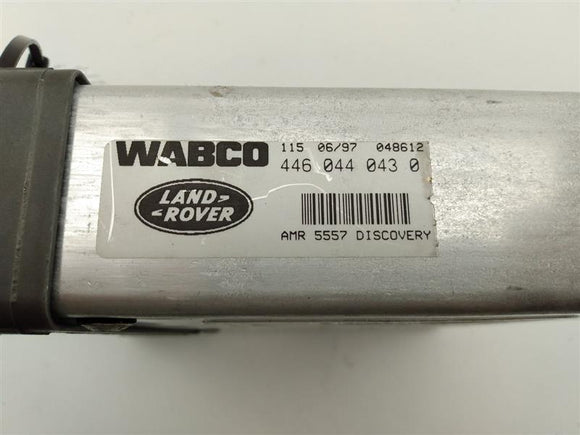 WABCO
115 06/97 048612
446 044 043 0
LAND-
-ROVER
AMR 5557 DISCOVERY